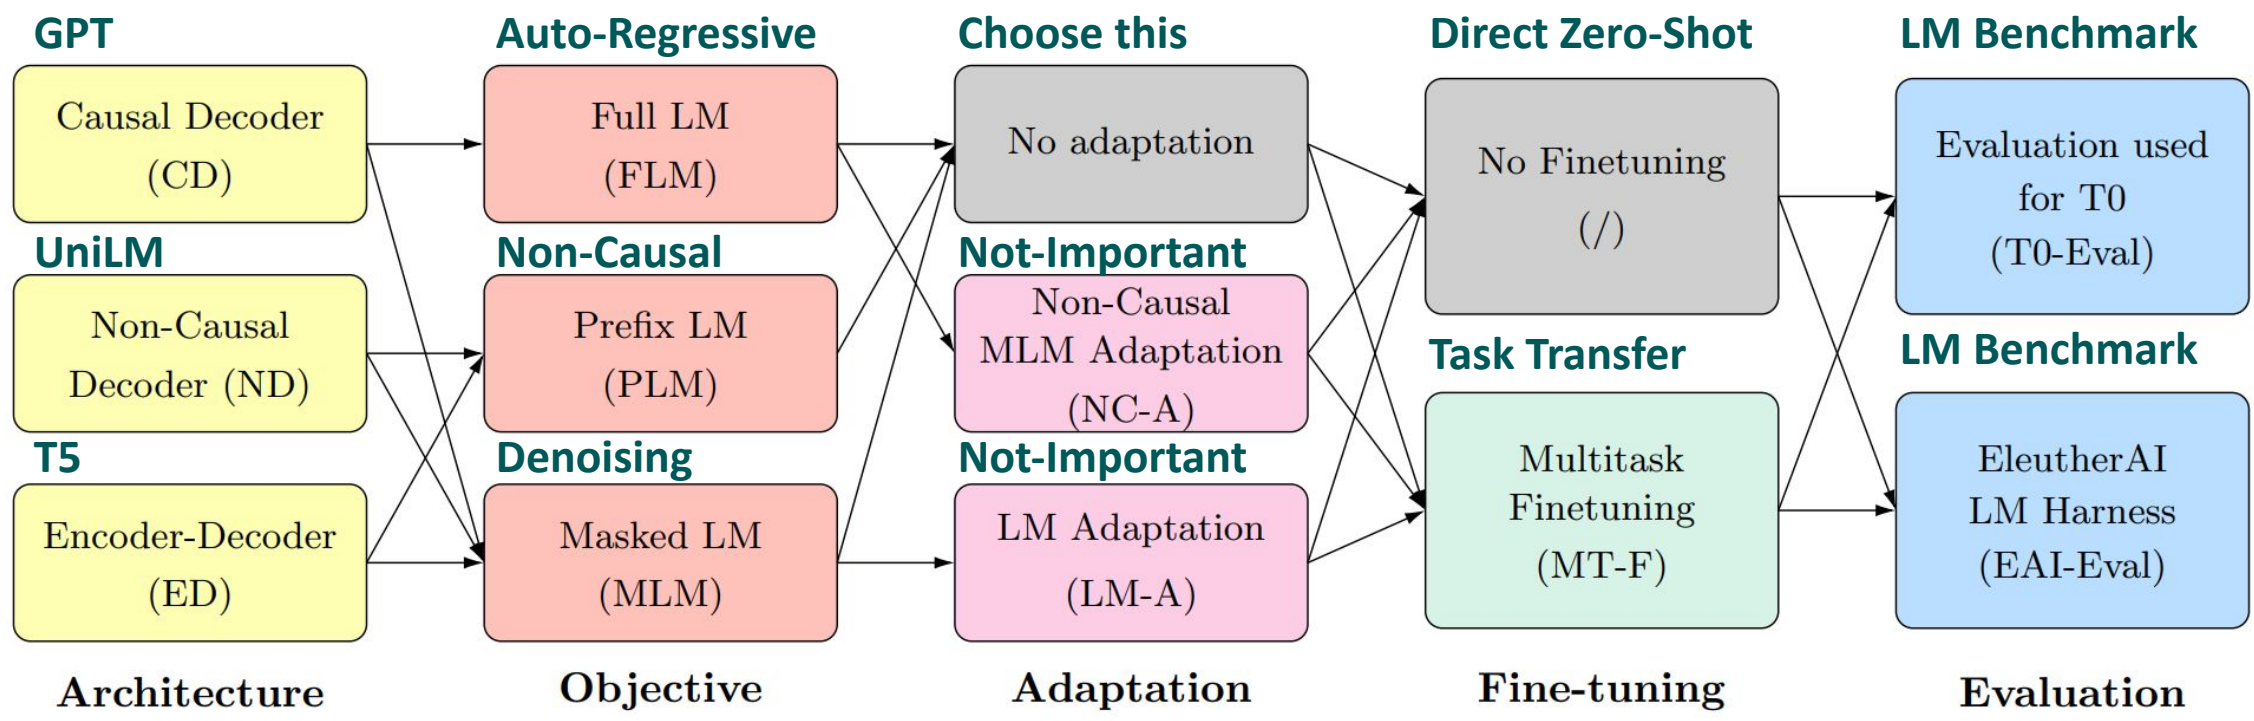 GPT
Causal Decoder
(CD)
UniLM
Non-Causal
Decoder (ND)
T5
Encoder-Decoder
(ED)
Architecture
Auto-Regressive
Full LM
(FLM)
Non-Causal
Prefix LM
(PLM)
Denoising
Masked LM
(MLM)
Objective
Choose this
No adaptation
Not-Important
Non-Causal
MLM Adaptation
(NC-A)
Not-Important
LM Adaptation
(LM-A)
Adaptation
Direct Zero-Shot
No Finetuning
(/)
Task Transfer
Multitask
Finetuning
(MT-F)
Fine-tuning
LM Benchmark
Evaluation used
for T0
(T0-Eval)
LM Benchmark
EleutherAI
LM Harness
(EAI-Eval)
Evaluation